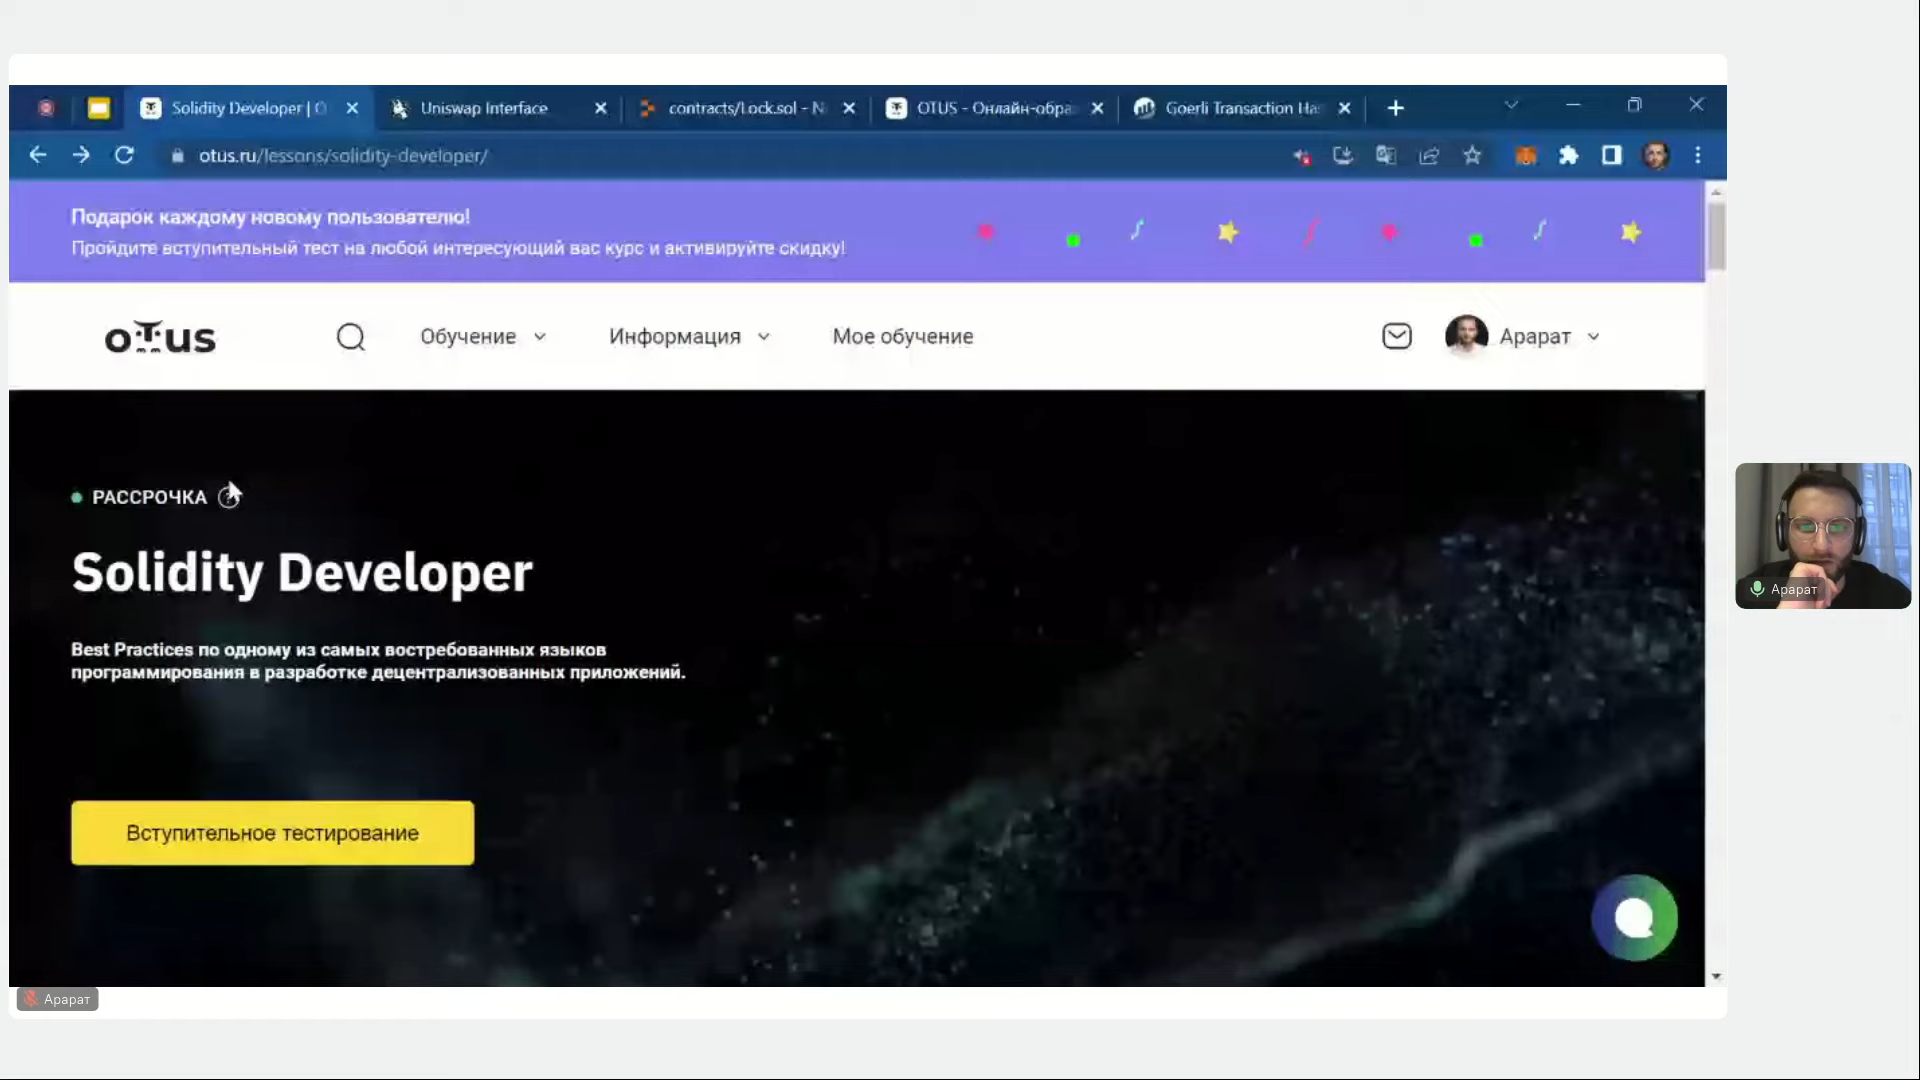 Solidity Developer | O
Uniswap Interface
contracts/Lock.sol - N
OTUS - Онлайн-обра
Goerli Transaction Has
otus.ru/lessons/solidity-developer/
Подарок каждому новому пользователю!
Пройдите вступительный тест на любой интересующий вас курс и активируйте скидку!
OTUS
Обучение
Информация
Мое обучение
Арарат
РАССРОЧКА
Solidity Developer
Best Practices по одному из самых востребованных языков
программирования в разработке децентрализованных приложений.
Вступительное тестирование
Арарат
Арарат